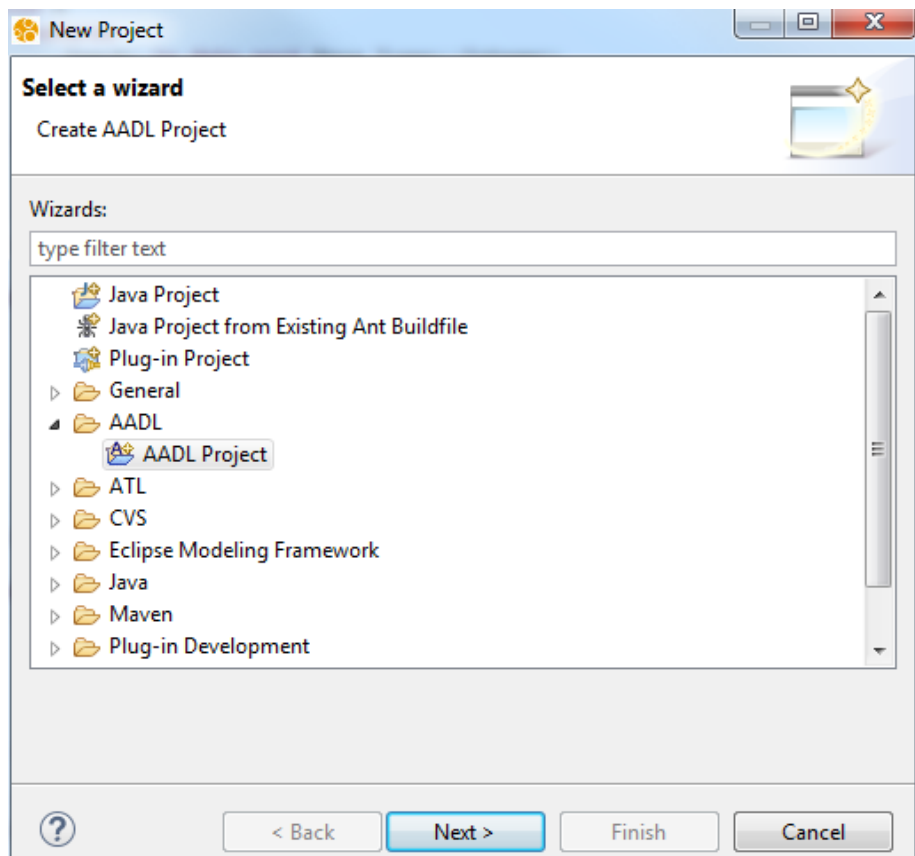 New Project
Select a wizard
Create AADL Project
Wizards:
type filter text
Java Project
Java Project from Existing Ant Buildfile
Plug-in Project
General
AADL
AADL Project
ATL
CVS
Eclipse Modeling Framework
Java
Maven
Plug-in Development
? < Back Next > Finish Cancel